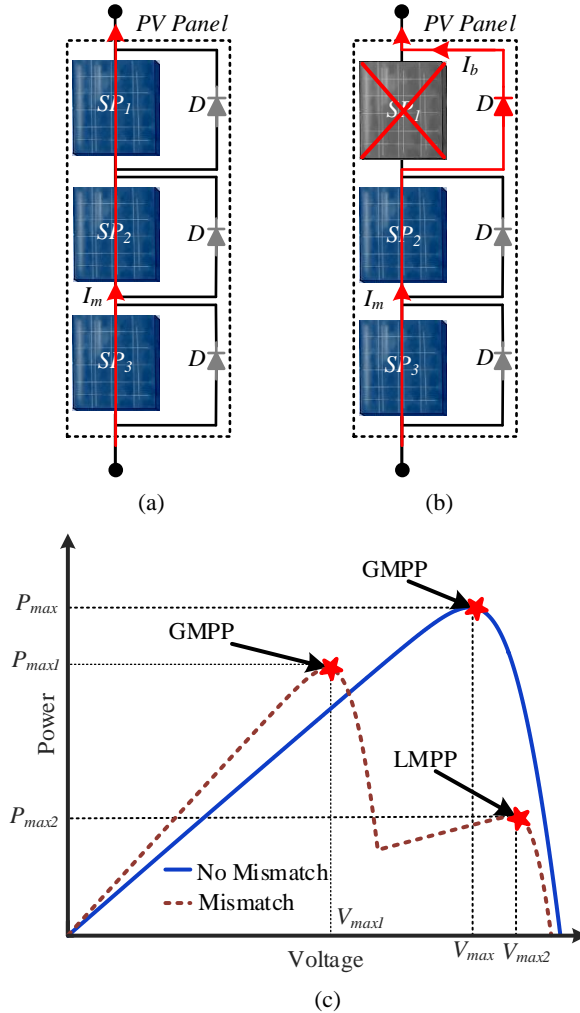 PV Panel
SP1
D
SP2
D
Im
SP3
D
(a)
PV Panel
Ib
SP1
D
SP2
D
Im
SP3
D
(b)
GMPP
Pmax
GMPP
Pmax1
Power
LMPP
Pmax2
No Mismatch
Mismatch
Vmax1
Vmax
Vmax2
Voltage
(c)